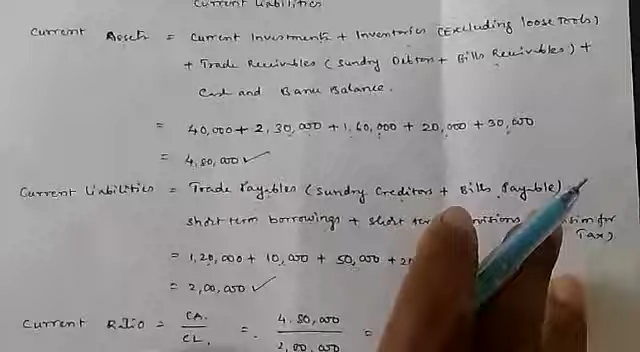 Current Liabilities
Current Assets = Current Investments + Inventories (Excluding loose Tools)
+ Trade Receivables (Sundry Debtors + Bills Receivables) +
Cash and Bank Balance.
= 40,000 + 2,30,000 + 1,60,000 + 20,000 + 30,000
= 4,80,000 ✓
Current Liabilities = Trade Payables (Sundry Creditors + Bills Payable) +
short term borrowings + short for
Tax)
= 1,20,000 + 10,000 + 50,000 +
= 2,00,000 ✓
Current Ratio = CA. = 4,80,000 =
CL. 2,00,000